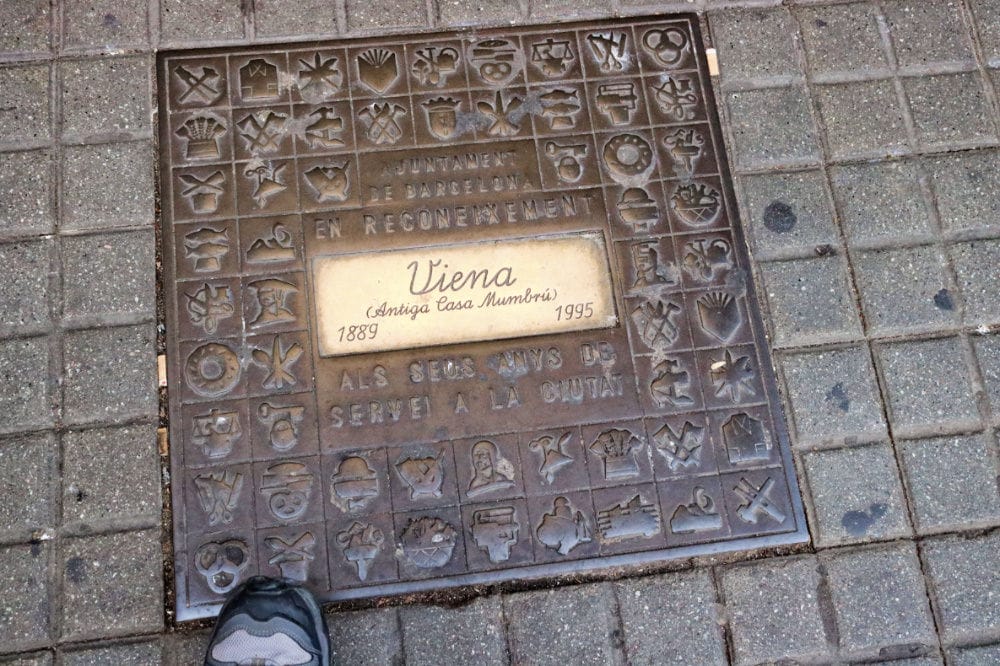 AJUNTAMENT
DE BARCELONA
EN RECONEIXEMENT
Viena
(Antiga Casa Mumbrú)
1889 1995
ALS SEUS ANYS DE
SERVEI A LA CIUTAT